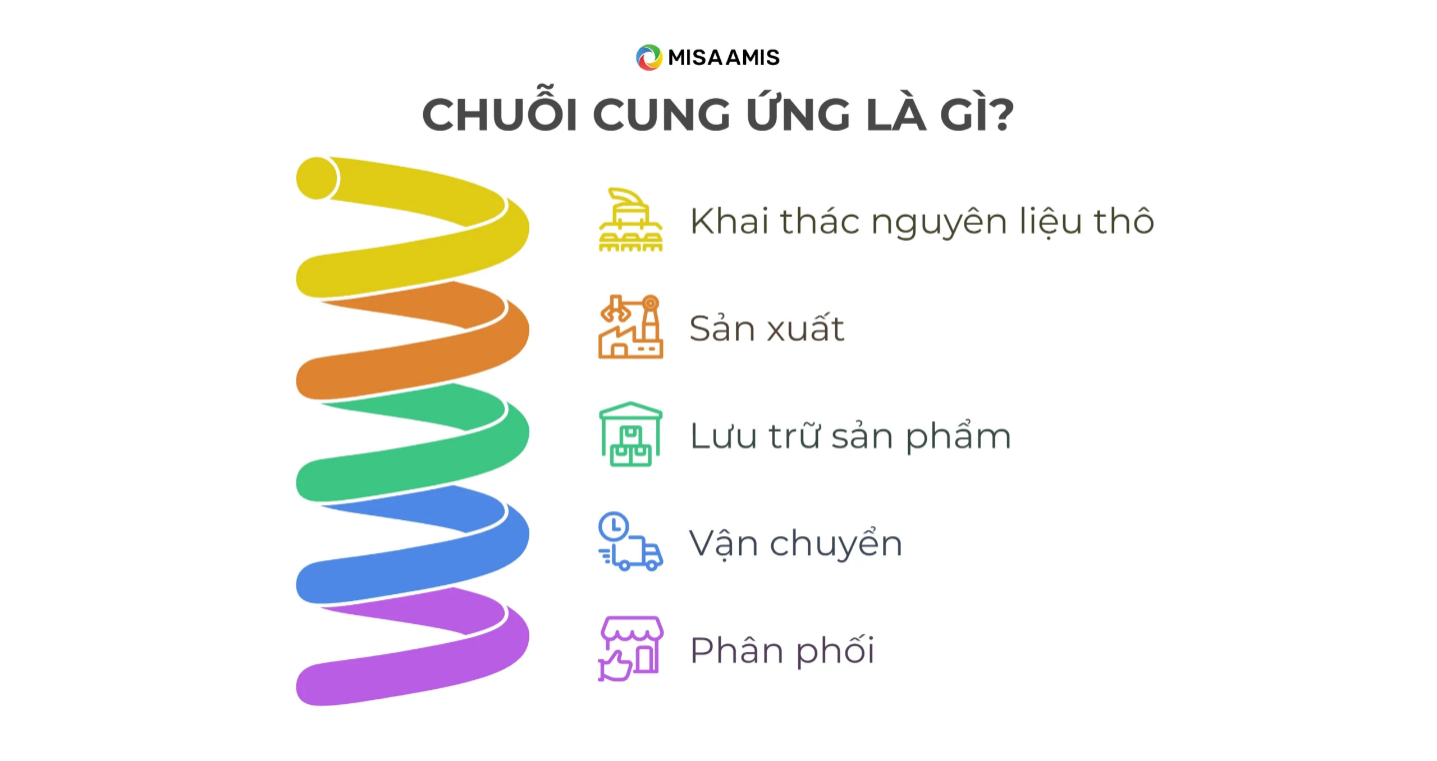 MISA AMIS
CHUỖI CUNG ỨNG LÀ GÌ?
Khai thác nguyên liệu thô
Sản xuất
Lưu trữ sản phẩm
Vận chuyển
Phân phối